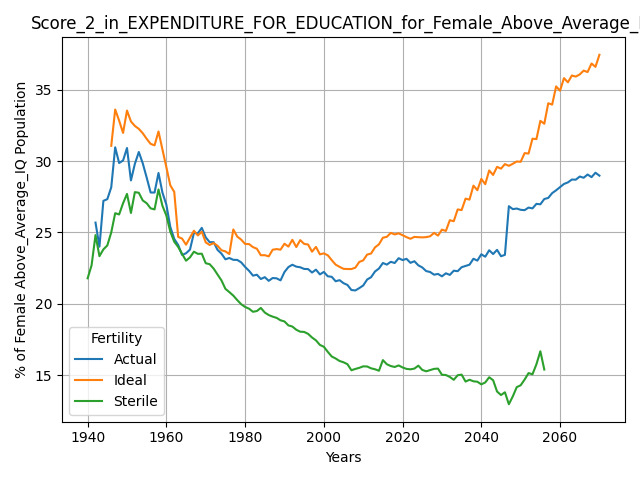 Score_2_in_EXPENDITURE_FOR_EDUCATION_for_Female_Above_Average_
% of Female Above_Average_IQ Population
35
30
25
20
15
Fertility
Actual
Ideal
Sterile
1940 1960 1980 2000 2020 2040 2060
Years